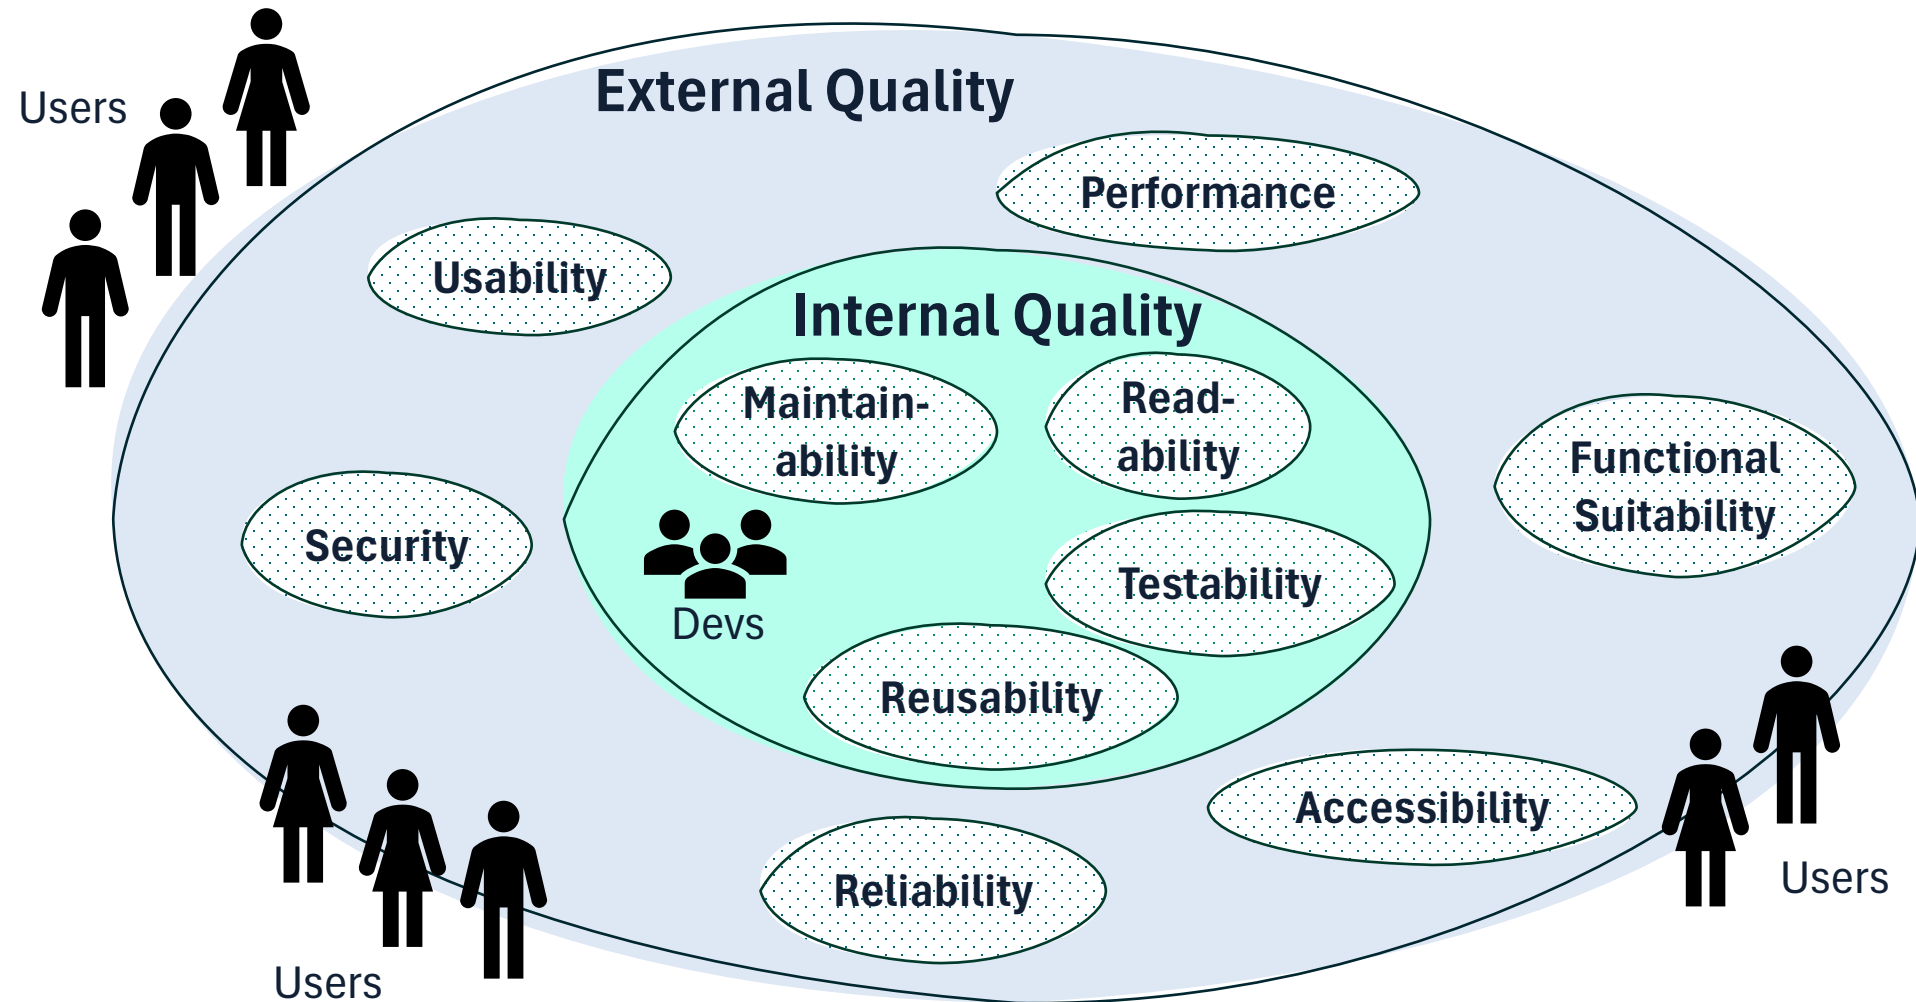 External Quality
Users
Performance
Usability
Internal Quality
Maintain-
ability
Read-
ability
Functional
Suitability
Security
Testability
Devs
Reusability
Accessibility
Reliability
Users
Users